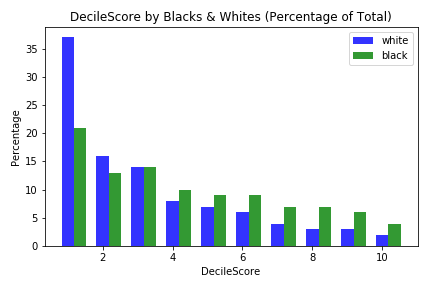 DecileScore by Blacks & Whites (Percentage of Total)
white
black
Percentage
35
30
25
20
15
10
5
0
2
4
6
8
10
DecileScore